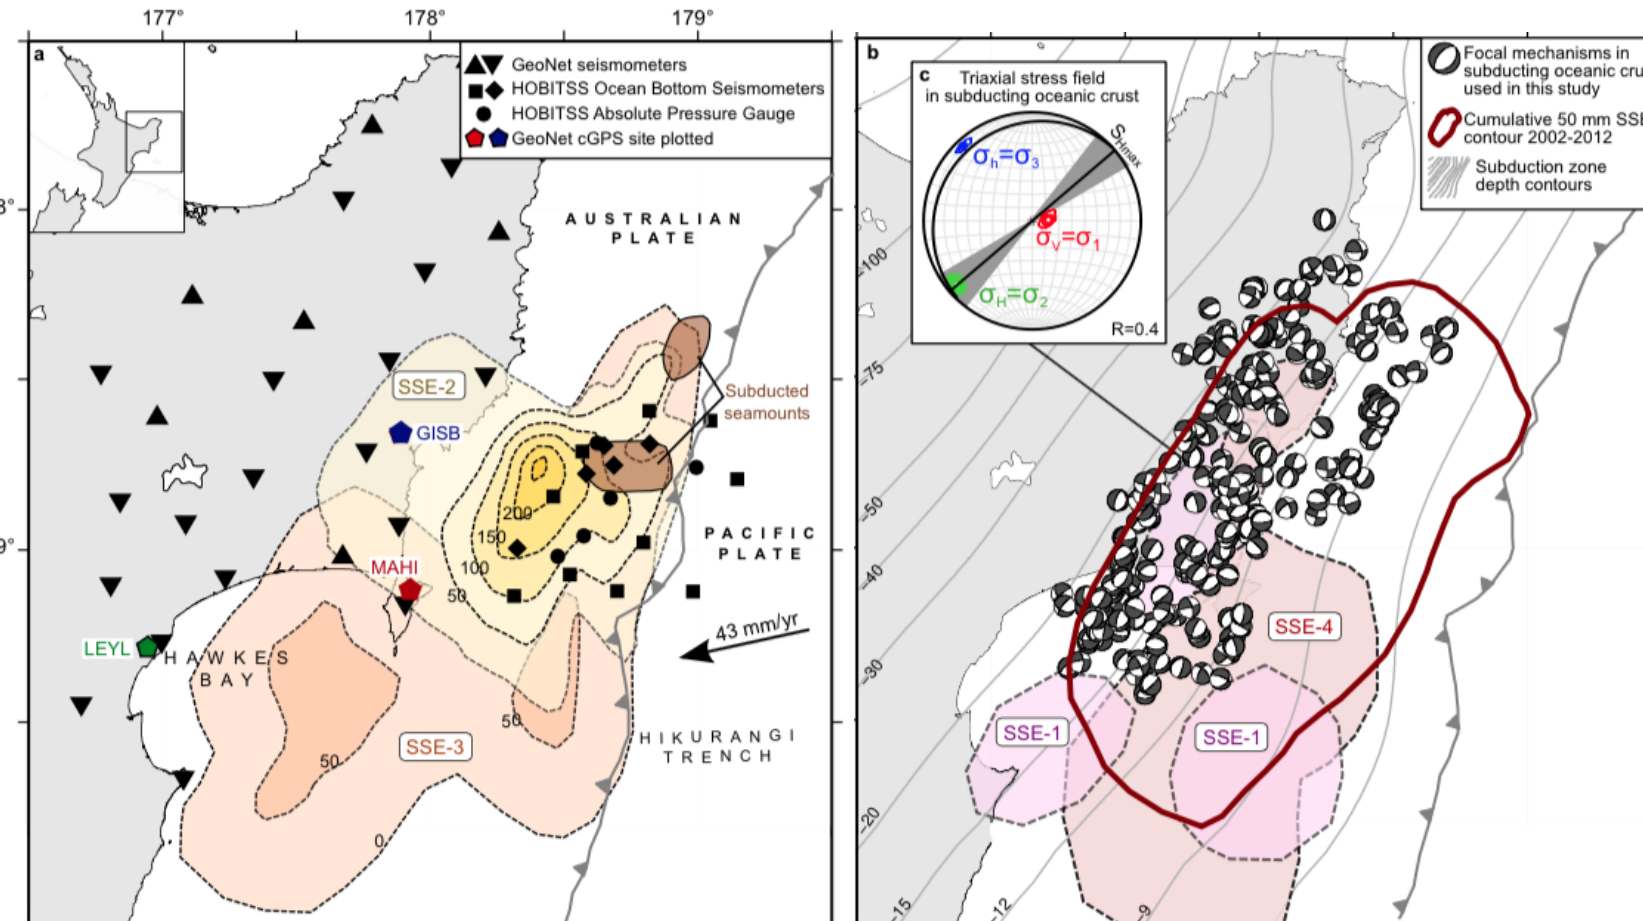 177°
178°
179°
a
GeoNet seismometers
HOBITSS Ocean Bottom Seismometers
HOBITSS Absolute Pressure Gauge
GeoNet cGPS site plotted
8°
AUSTRALIAN
PLATE
SSE-2
GISB
Subducted
seamounts
200
150
100
50
9°
PACIFIC
PLATE
MAHI
43 mm/yr
LEYL
HAWKES
BAY
50
SSE-3
50
HIKURANGI
TRENCH
0
b
c
Triaxial stress field
in subducting oceanic crust
SHmax
σh=σ3
σv=σ1
σH=σ2
R=0.4
Focal mechanisms in
subducting oceanic cru
used in this study
Cumulative 50 mm SSE
contour 2002-2012
Subduction zone
depth contours
-100
-75
-50
-40
-30
-20
-15
-12
-9
SSE-4
SSE-1
SSE-1